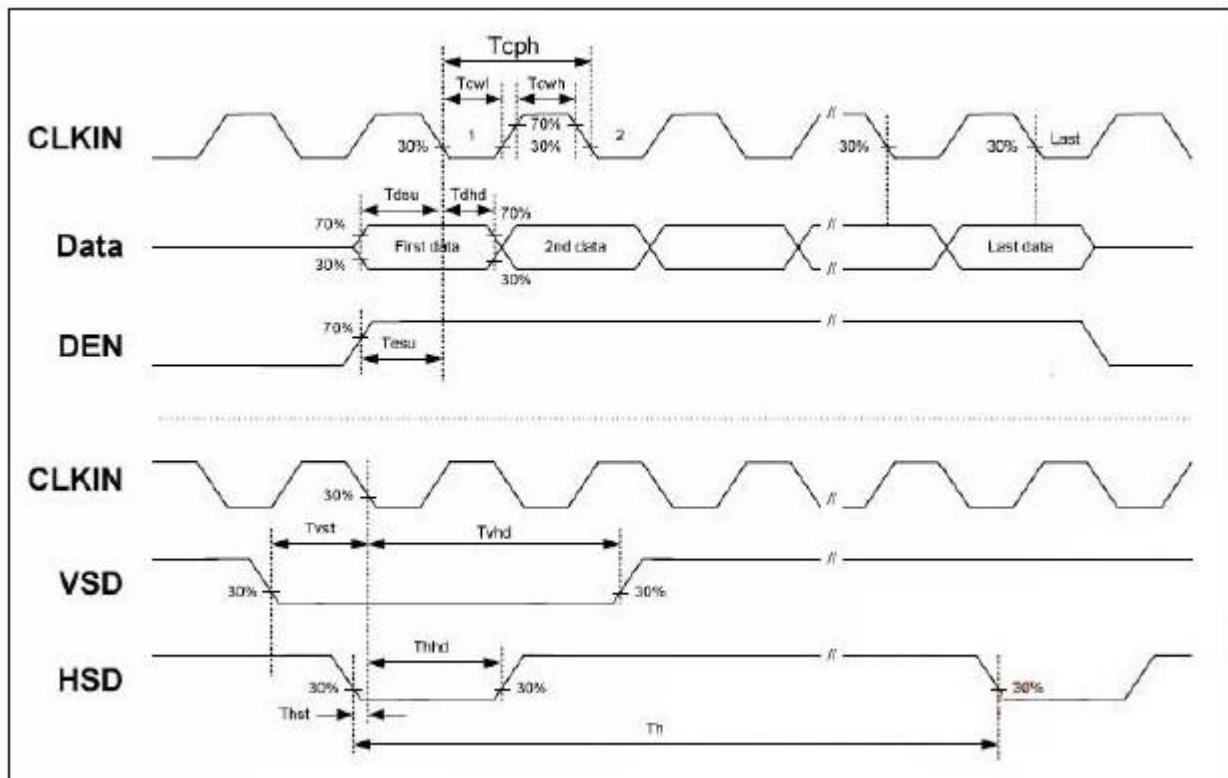 Tcph
Tcwl Tcwh
CLKIN 30% 1 70% 30% 2 // 30% 30% Last
Tdsu Tdhd
70% 70%
Data First data 2nd data // Last data
30% 30%
70%
DEN //
Tesu
CLKIN 30% //
Tvst Tvhd
VSD 30% 30% //
Thhd
HSD 30% 30% // 30%
Thst
Th